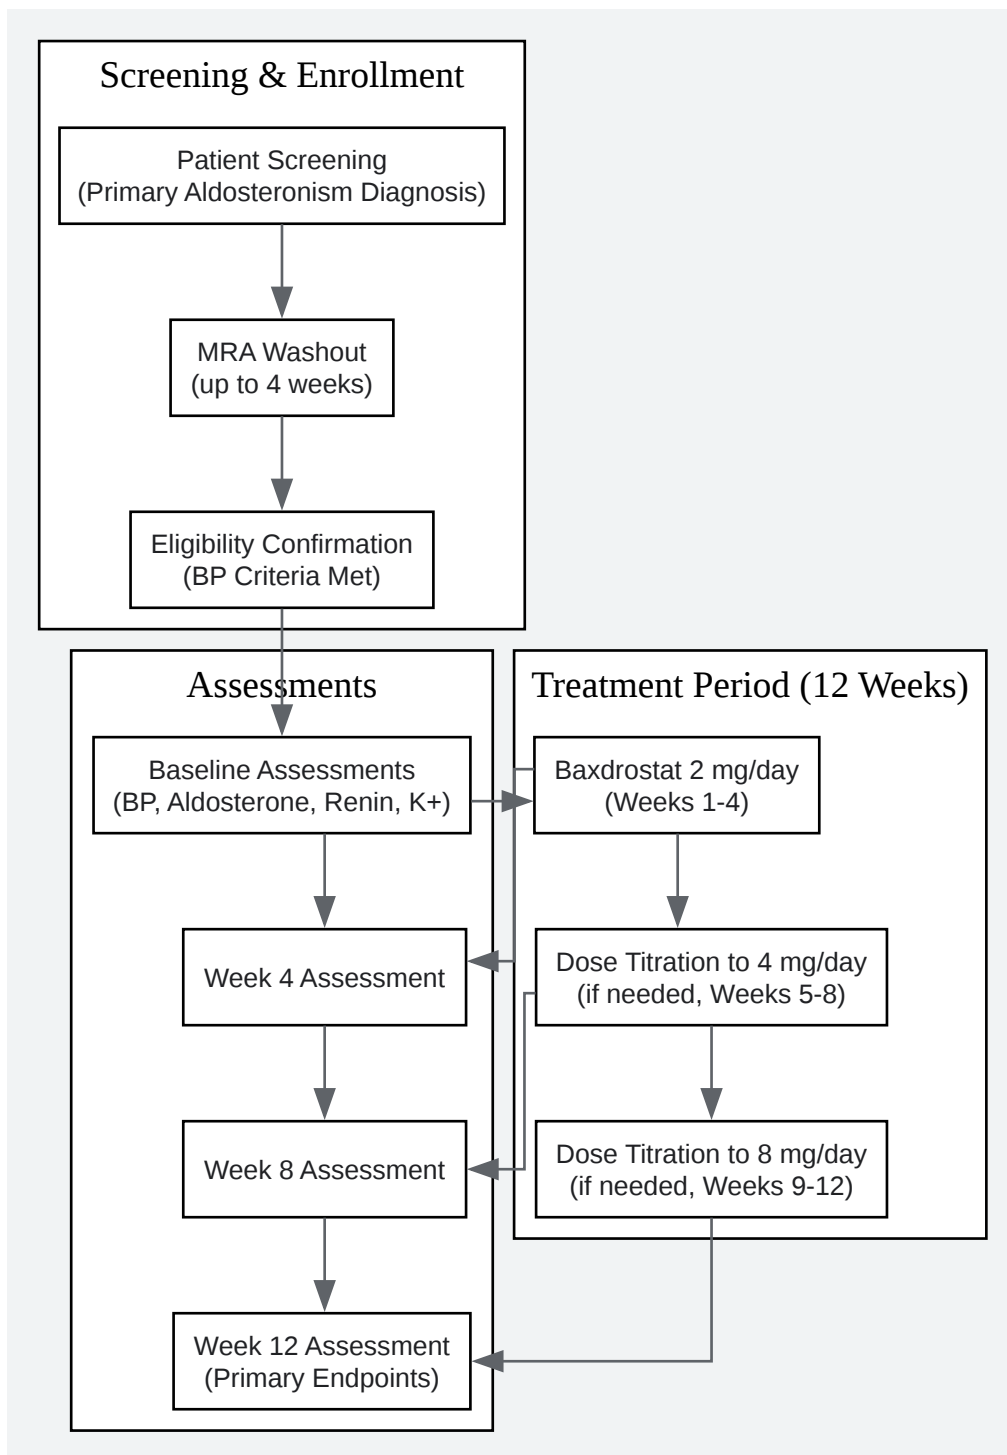 Screening & Enrollment
Patient Screening
(Primary Aldosteronism Diagnosis)
MRA Washout
(up to 4 weeks)
Eligibility Confirmation
(BP Criteria Met)
Assessments
Baseline Assessments
(BP, Aldosterone, Renin, K+)
Week 4 Assessment
Week 8 Assessment
Week 12 Assessment
(Primary Endpoints)
Treatment Period (12 Weeks)
Baxdrostat 2 mg/day
(Weeks 1-4)
Dose Titration to 4 mg/day
(if needed, Weeks 5-8)
Dose Titration to 8 mg/day
(if needed, Weeks 9-12)